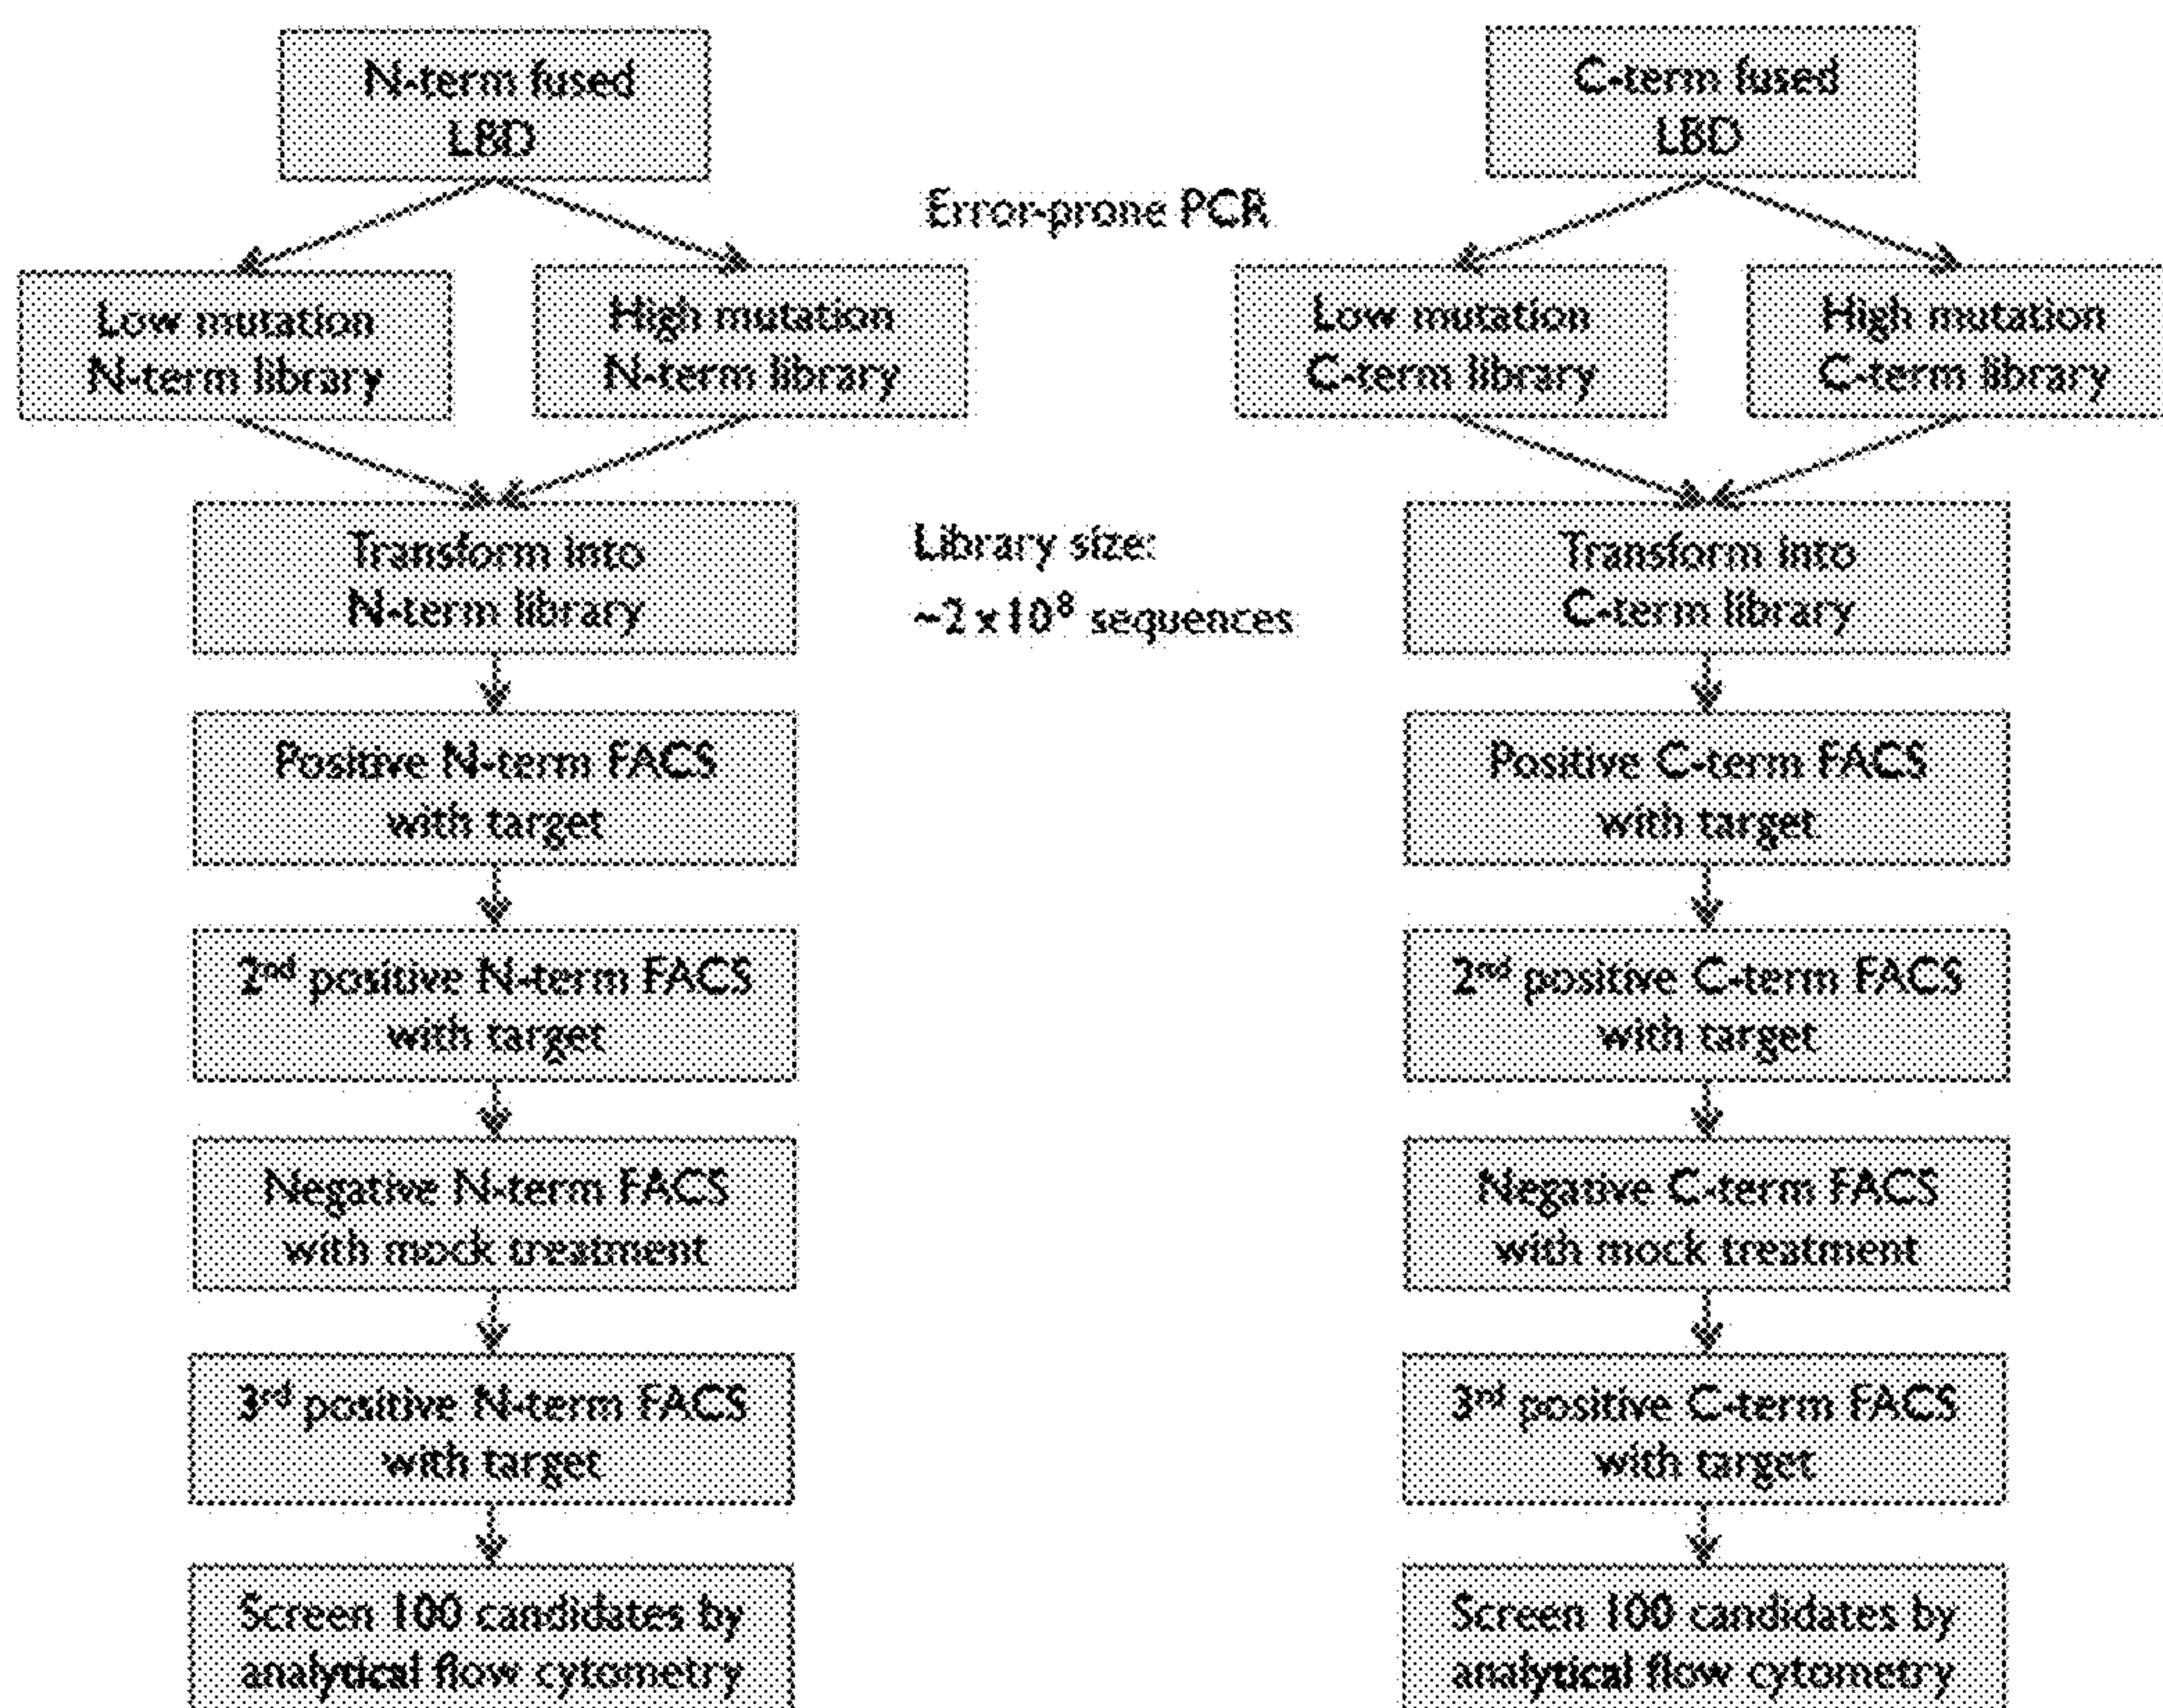 N-term fused
LBD
C-term fused
LBD
Error-prone PCR
Low mutation
N-term library
High mutation
N-term library
Low mutation
C-term library
High mutation
C-term library
Transform into
N-term library
Library size:
~2 x 10⁸ sequences
Transform into
C-term library
Positive N-term FACS
with target
Positive C-term FACS
with target
2nd positive N-term FACS
with target
2nd positive C-term FACS
with target
Negative N-term FACS
with mock treatment
Negative C-term FACS
with mock treatment
3rd positive N-term FACS
with target
3rd positive C-term FACS
with target
Screen 100 candidates by
analytical flow cytometry
Screen 100 candidates by
analytical flow cytometry